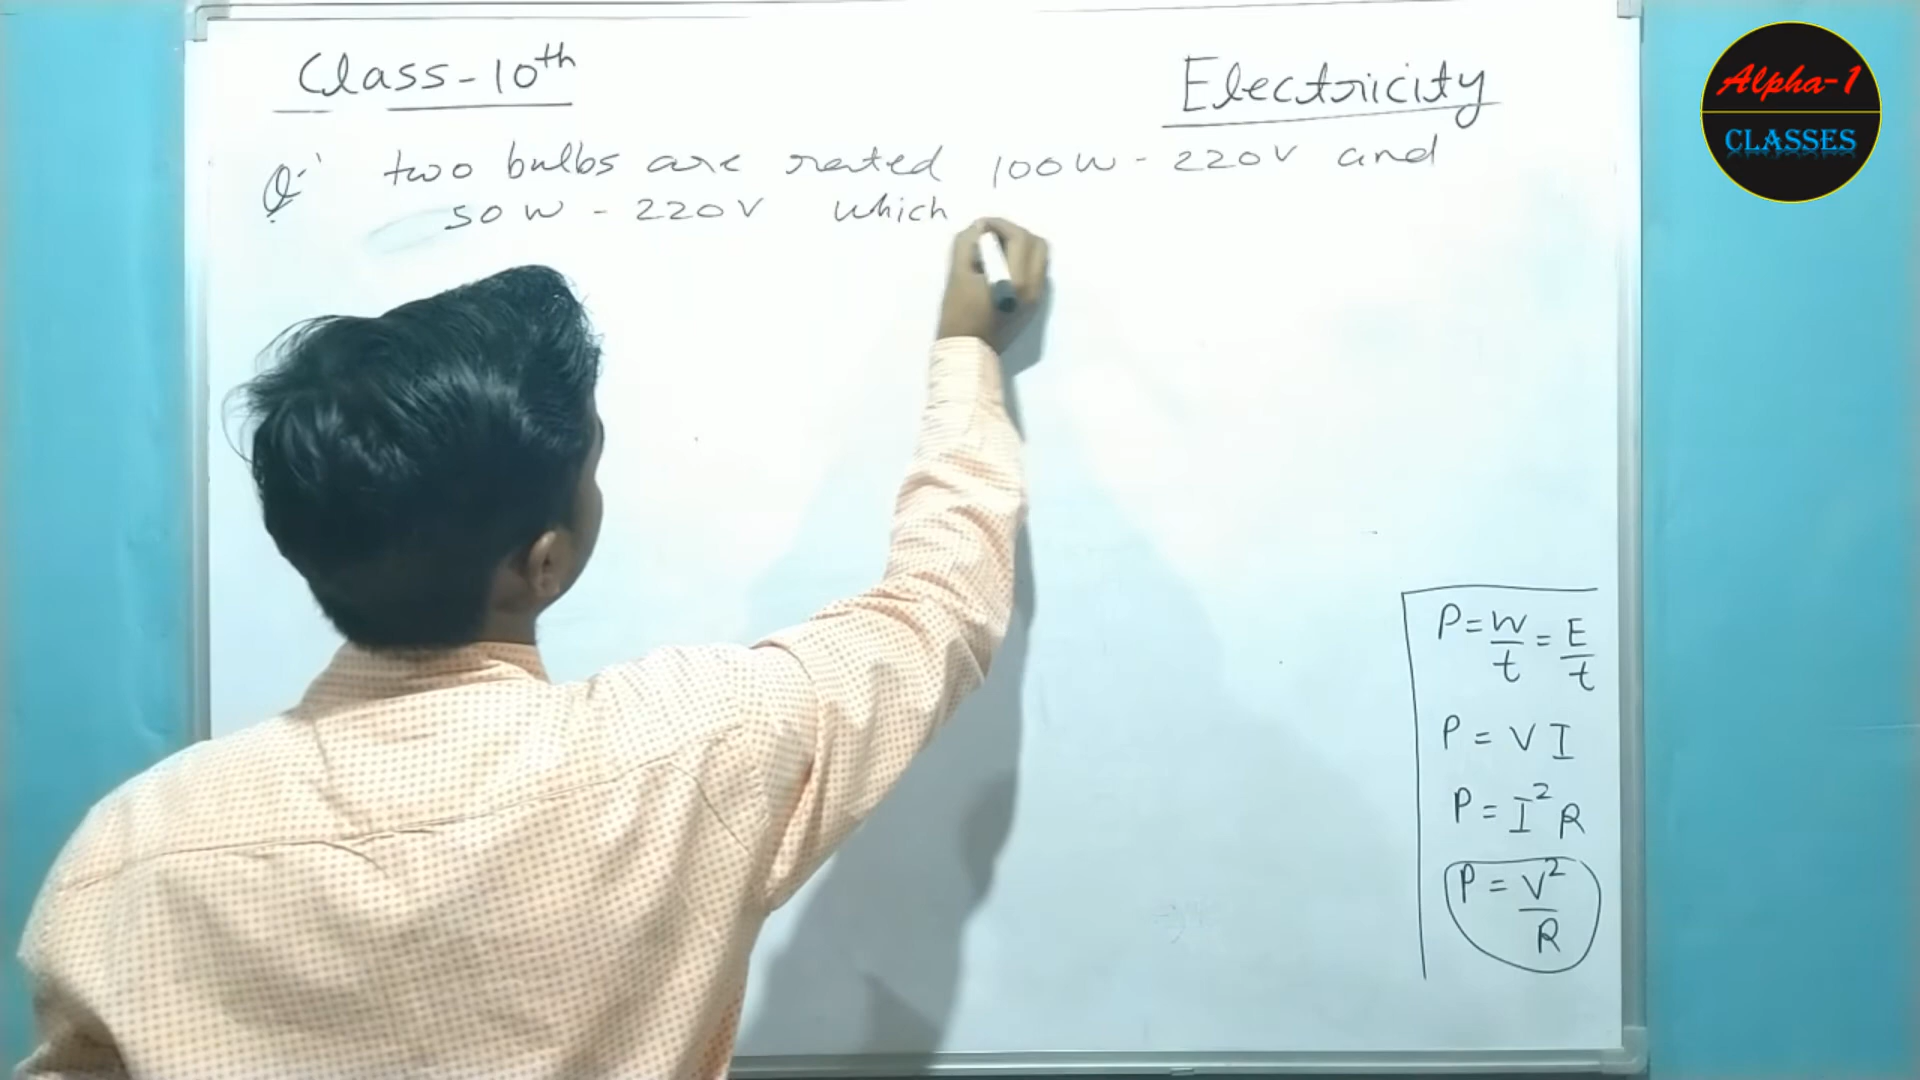 Class-10th
Electricity
Alpha-1
CLASSES
Q. two bulbs are rated 100W - 220V and
50W - 220V which
P = W/t = E/t
P = VI
P = I²R
P = V²/R